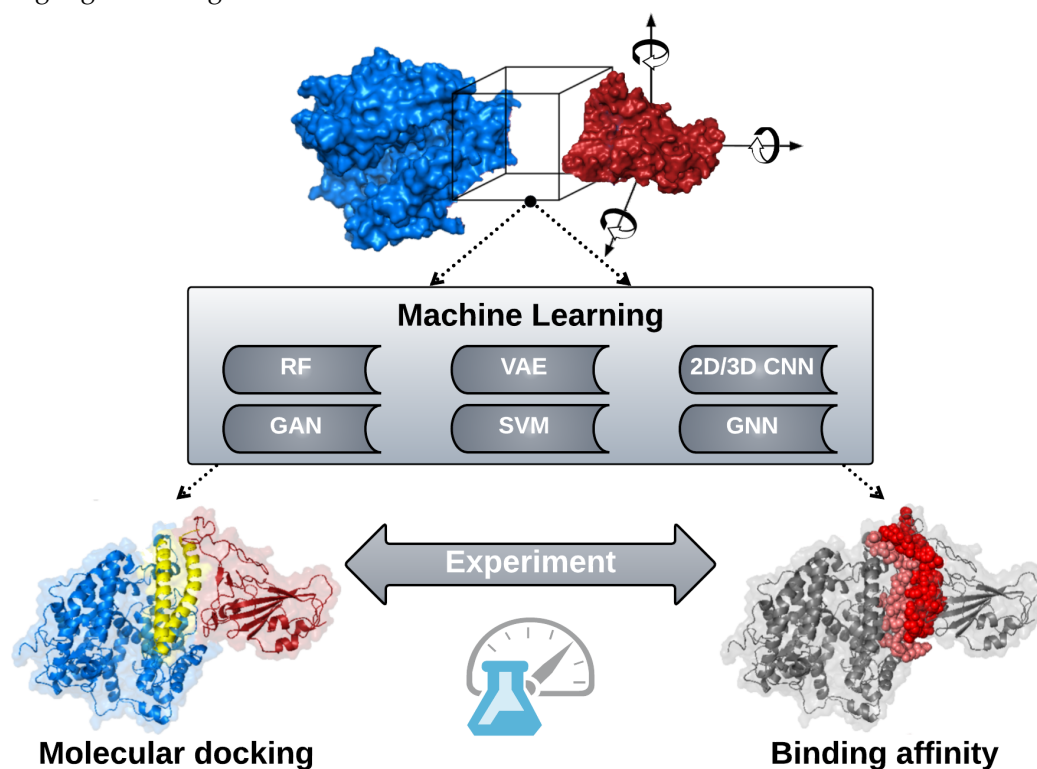 Machine Learning
RF
VAE
2D/3D CNN
GAN
SVM
GNN
Experiment
Molecular docking
Binding affinity